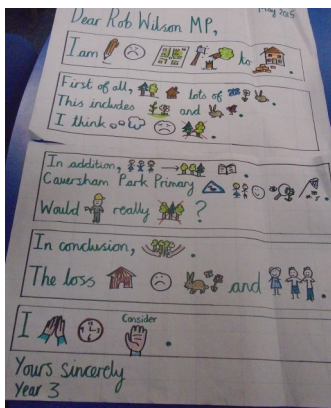 May 2015
Dear Rob Wilson MP,
I am to .
First of all, lots of .
This includes and .
I think .
In addition, .
Caversham Park Primary .
Would really ?
In conclusion, .
The loss and .
Consider
I .
Yours sincerely
Year 3